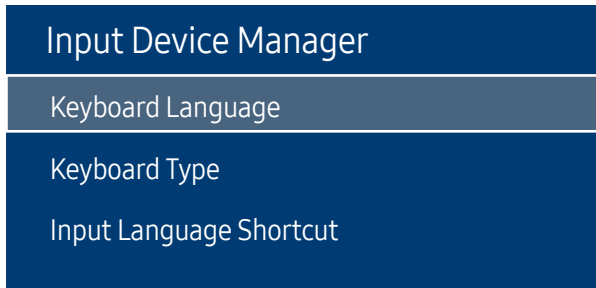 Input Device Manager
Keyboard Language
Keyboard Type
Input Language Shortcut